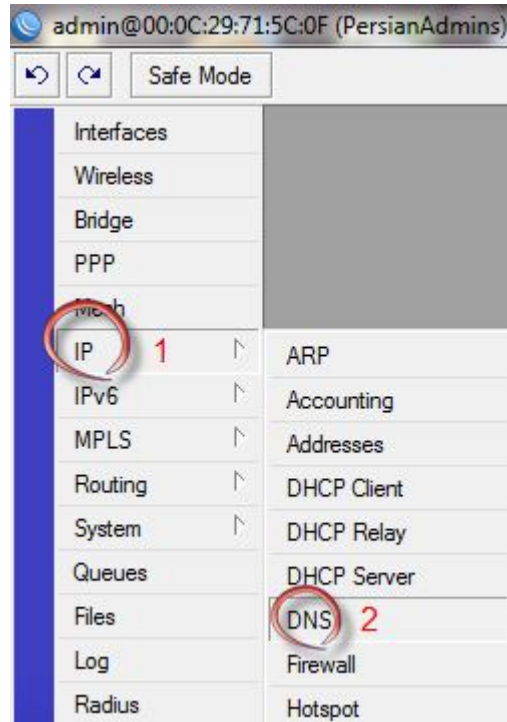 admin@00:0C:29:71:5C:0F (PersianAdmins)
Safe Mode
Interfaces
Wireless
Bridge
PPP
Mesh
IP 1
IPv6
MPLS
Routing
System
Queues
Files
Log
Radius
ARP
Accounting
Addresses
DHCP Client
DHCP Relay
DHCP Server
DNS 2
Firewall
Hotspot